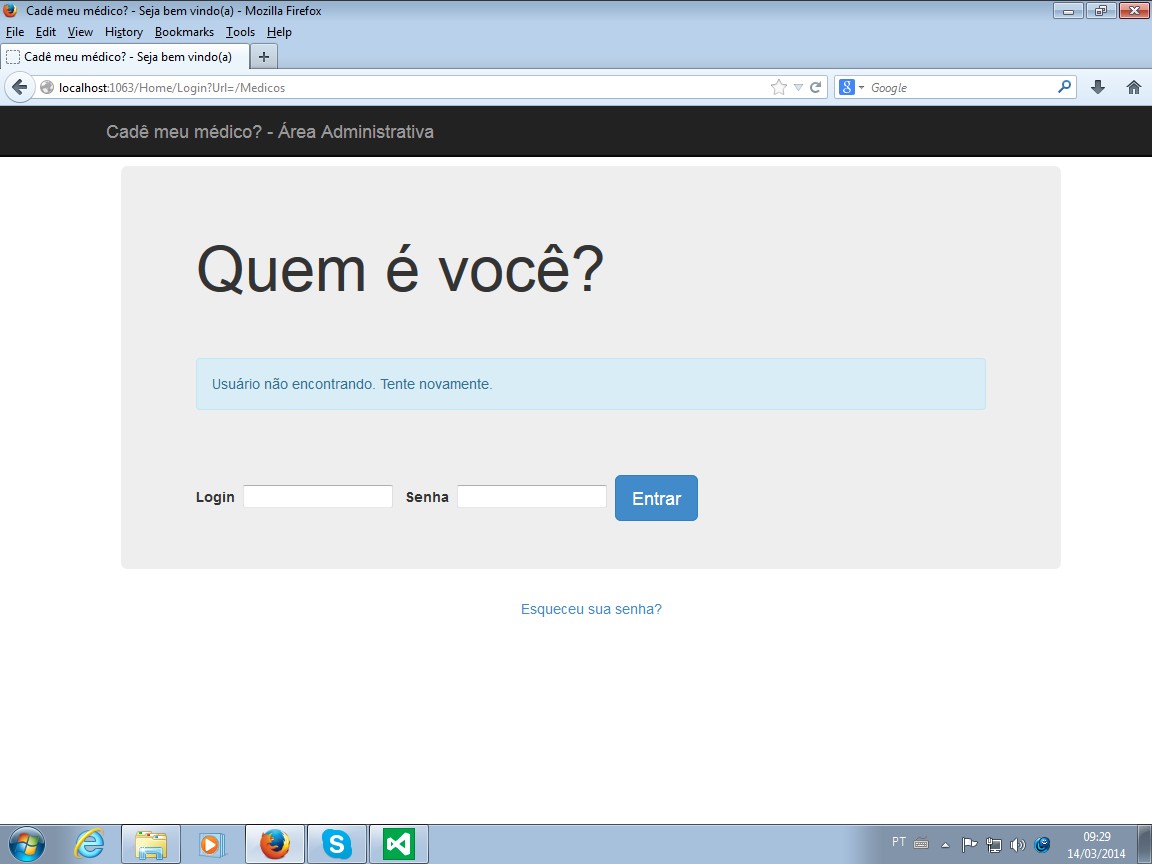 Cadê meu médico? - Seja bem vindo(a) - Mozilla Firefox
File Edit View History Bookmarks Tools Help
Cadê meu médico? - Seja bem vindo(a)
localhost:1063/Home/Login?Url=/Medicos
Google
Cadê meu médico? - Área Administrativa
Quem é você?
Usuário não encontrando. Tente novamente.
Login Senha Entrar
Esqueceu sua senha?
PT
09:29
14/03/2014